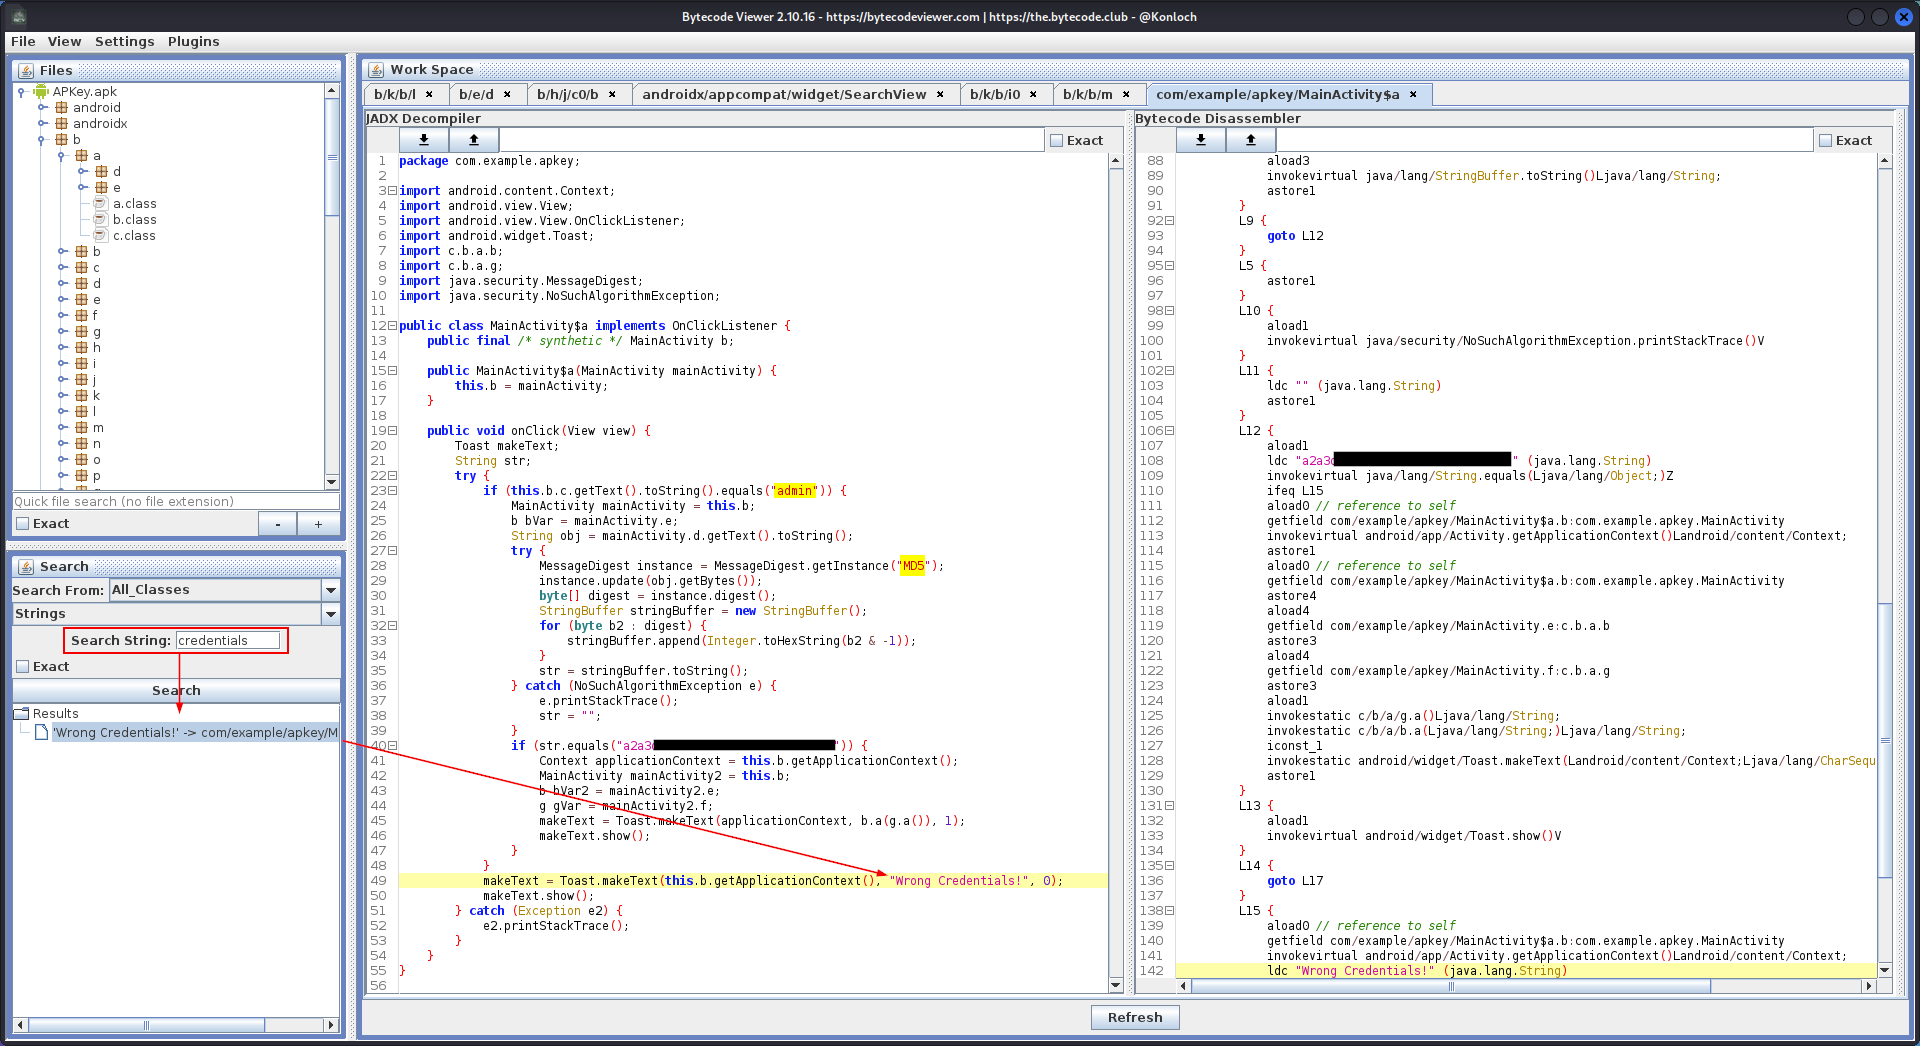 Bytecode Viewer 2.10.16 - https://bytecodeviewer.com | https://the.bytecode.club - @Konloch
File View Settings Plugins
Files
APKey.apk
android
androidx
b
a
d
e
a.class
b.class
c.class
b
c
d
e
f
g
h
i
j
k
l
m
n
o
p
Quick file search (no file extension)
Exact
- +
Search
Search From: All_Classes
Strings
Search String: credentials
Exact
Search
Results
'Wrong Credentials!' -> com/example/apkey/M
Work Space
b/k/b/l × b/e/d × b/h/j/c0/b × androidx/appcompat/widget/SearchView × b/k/b/i0 × b/k/b/m × com/example/apkey/MainActivity$a ×
JADX Decompiler
Exact
1 package com.example.apkey;
2
3 import android.content.Context;
4 import android.view.View;
5 import android.view.View.OnClickListener;
6 import android.widget.Toast;
7 import c.b.a.b;
8 import c.b.a.g;
9 import java.security.MessageDigest;
10 import java.security.NoSuchAlgorithmException;
11
12 public class MainActivity$a implements OnClickListener {
13     public final /* synthetic */ MainActivity b;
14
15     public MainActivity$a(MainActivity mainActivity) {
16         this.b = mainActivity;
17     }
18
19     public void onClick(View view) {
20         Toast makeText;
21         String str;
22         try {
23             if (this.b.c.getText().toString().equals("admin")) {
24                 MainActivity mainActivity = this.b;
25                 b bVar = mainActivity.e;
26                 String obj = mainActivity.d.getText().toString();
27                 try {
28                     MessageDigest instance = MessageDigest.getInstance("MD5");
29                     instance.update(obj.getBytes());
30                     byte[] digest = instance.digest();
31                     StringBuffer stringBuffer = new StringBuffer();
32                     for (byte b2 : digest) {
33                         stringBuffer.append(Integer.toHexString(b2 & -1));
34                     }
35                     str = stringBuffer.toString();
36                 } catch (NoSuchAlgorithmException e) {
37                     e.printStackTrace();
38                     str = "";
39                 }
40                 if (str.equals("a2a3 ")) {
41                     Context applicationContext = this.b.getApplicationContext();
42                     MainActivity mainActivity2 = this.b;
43                     b bVar2 = mainActivity2.e;
44                     g gVar = mainActivity2.f;
45                     makeText = Toast.makeText(applicationContext, b.a(g.a()), 1);
46                     makeText.show();
47                 }
48             }
49             makeText = Toast.makeText(this.b.getApplicationContext(), "Wrong Credentials!", 0);
50             makeText.show();
51         } catch (Exception e2) {
52             e2.printStackTrace();
53         }
54     }
55 }
56
Bytecode Disassembler
Exact
88 aload3
89 invokevirtual java/lang/StringBuffer.toString()Ljava/lang/String;
90 astore1
91 }
92 L9 {
93 goto L12
94 }
95 L5 {
96 astore1
97 }
98 L10 {
99 aload1
100 invokevirtual java/security/NoSuchAlgorithmException.printStackTrace()V
101 }
102 L11 {
103 ldc "" (java.lang.String)
104 astore1
105 }
106 L12 {
107 aload1
108 ldc "a2a3 " (java.lang.String)
109 invokevirtual java/lang/String.equals(Ljava/lang/Object;)Z
110 ifeq L15
111 aload0 // reference to self
112 getfield com/example/apkey/MainActivity$a.b:com.example.apkey.MainActivity
113 invokevirtual android/app/Activity.getApplicationContext()Landroid/content/Context;
114 astore1
115 aload0 // reference to self
116 getfield com/example/apkey/MainActivity$a.b:com.example.apkey.MainActivity
117 astore4
118 aload4
119 getfield com/example/apkey/MainActivity.e:c.b.a.b
120 astore3
121 aload4
122 getfield com/example/apkey/MainActivity.f:c.b.a.g
123 astore3
124 aload1
125 invokestatic c/b/a/g.a()Ljava/lang/String;
126 invokestatic c/b/a/b.a(Ljava/lang/String;)Ljava/lang/String;
127 iconst_1
128 invokestatic android/widget/Toast.makeText(Landroid/content/Context;Ljava/lang/CharSequ
129 astore1
130 }
131 L13 {
132 aload1
133 invokevirtual android/widget/Toast.show()V
134 }
135 L14 {
136 goto L17
137 }
138 L15 {
139 aload0 // reference to self
140 getfield com/example/apkey/MainActivity$a.b:com.example.apkey.MainActivity
141 invokevirtual android/app/Activity.getApplicationContext()Landroid/content/Context;
142 ldc "Wrong Credentials!" (java.lang.String)
Refresh